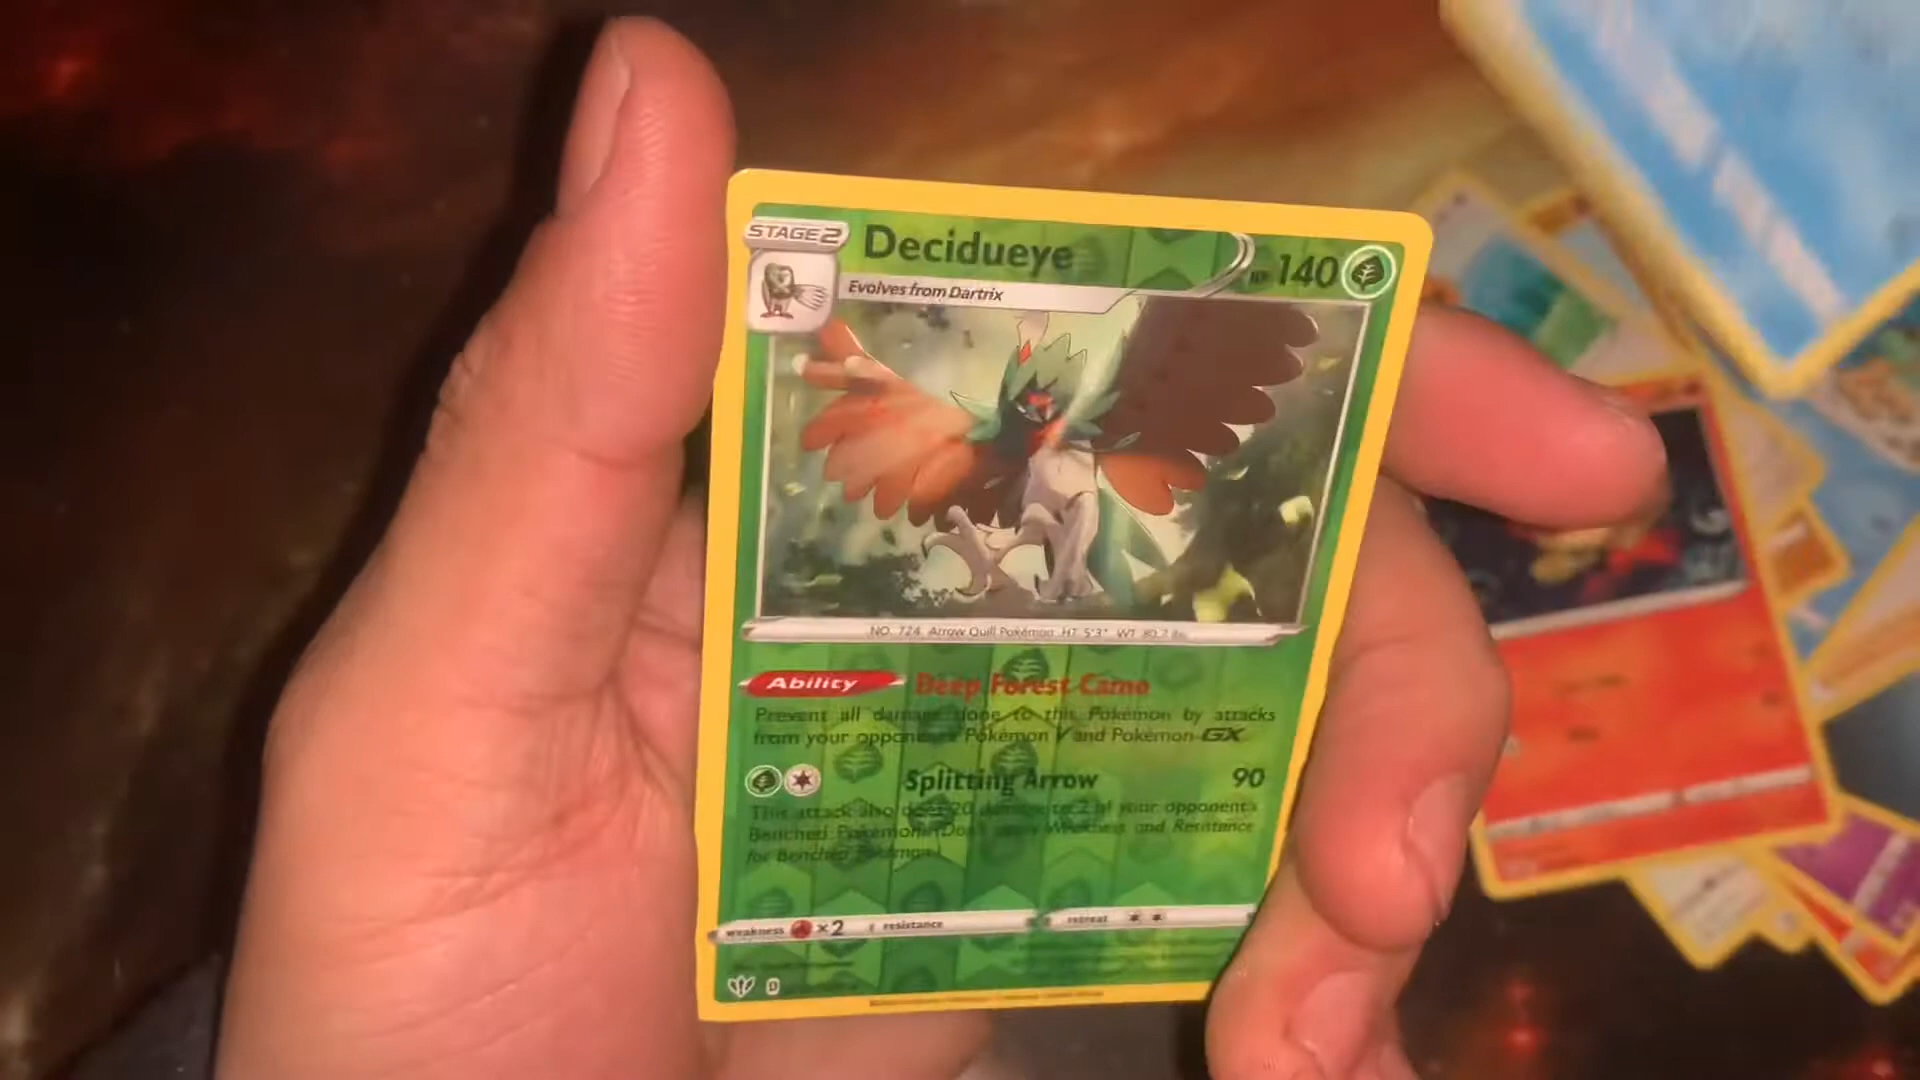 STAGE 2
Decidueye
HP 140
Evolves from Dartrix
NO. 724 Arrow Quill Pokémon HT 5'3" WT 80.7 lbs
Ability Deep Forest Camo
Prevent all damage done to this Pokémon by attacks
from your opponent's Pokémon V and Pokémon-GX.
Splitting Arrow 90
This attack also does 20 damage to 2 of your opponent's
Benched Pokémon. (Don't apply Weakness and Resistance
for Benched Pokémon.)
weakness ×2 resistance retreat
D